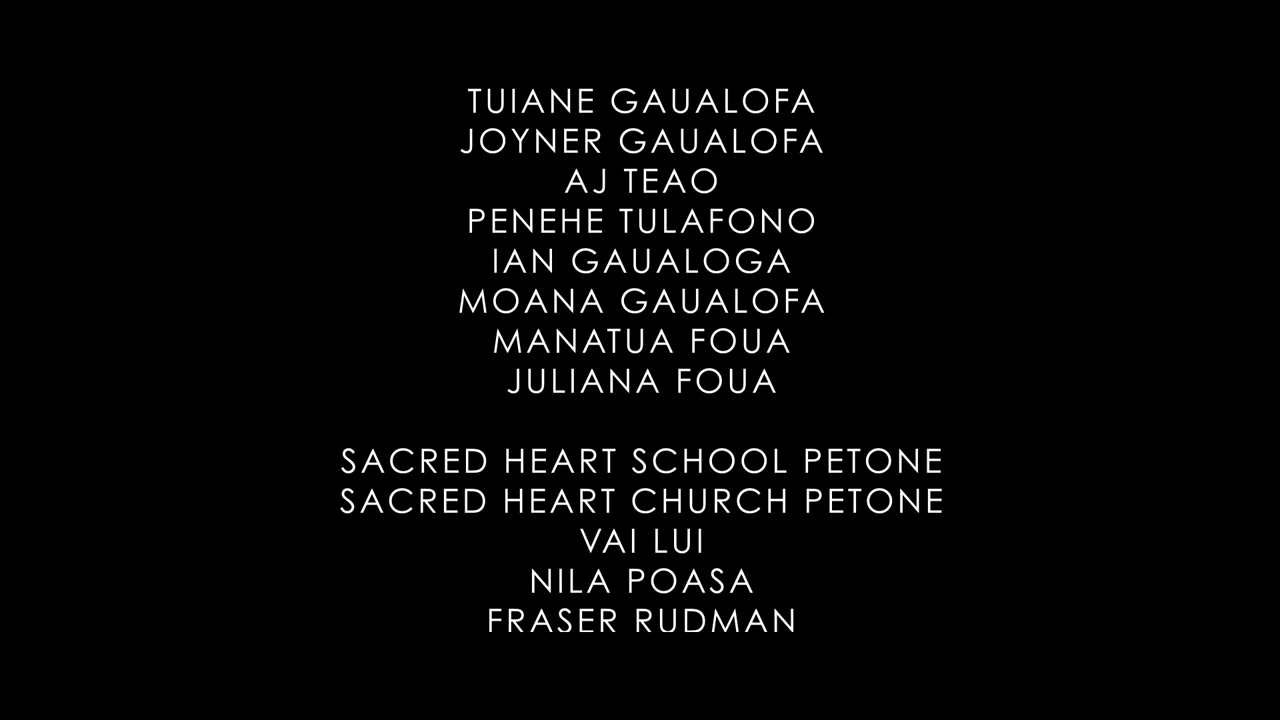 TUIANE GAUALOFA
JOYNER GAUALOFA
AJ TEAO
PENEHE TULAFONO
IAN GAUALOGA
MOANA GAUALOFA
MANATUA FOUA
JULIANA FOUA
SACRED HEART SCHOOL PETONE
SACRED HEART CHURCH PETONE
VAI LUI
NILA POASA
FRASER RUDMAN